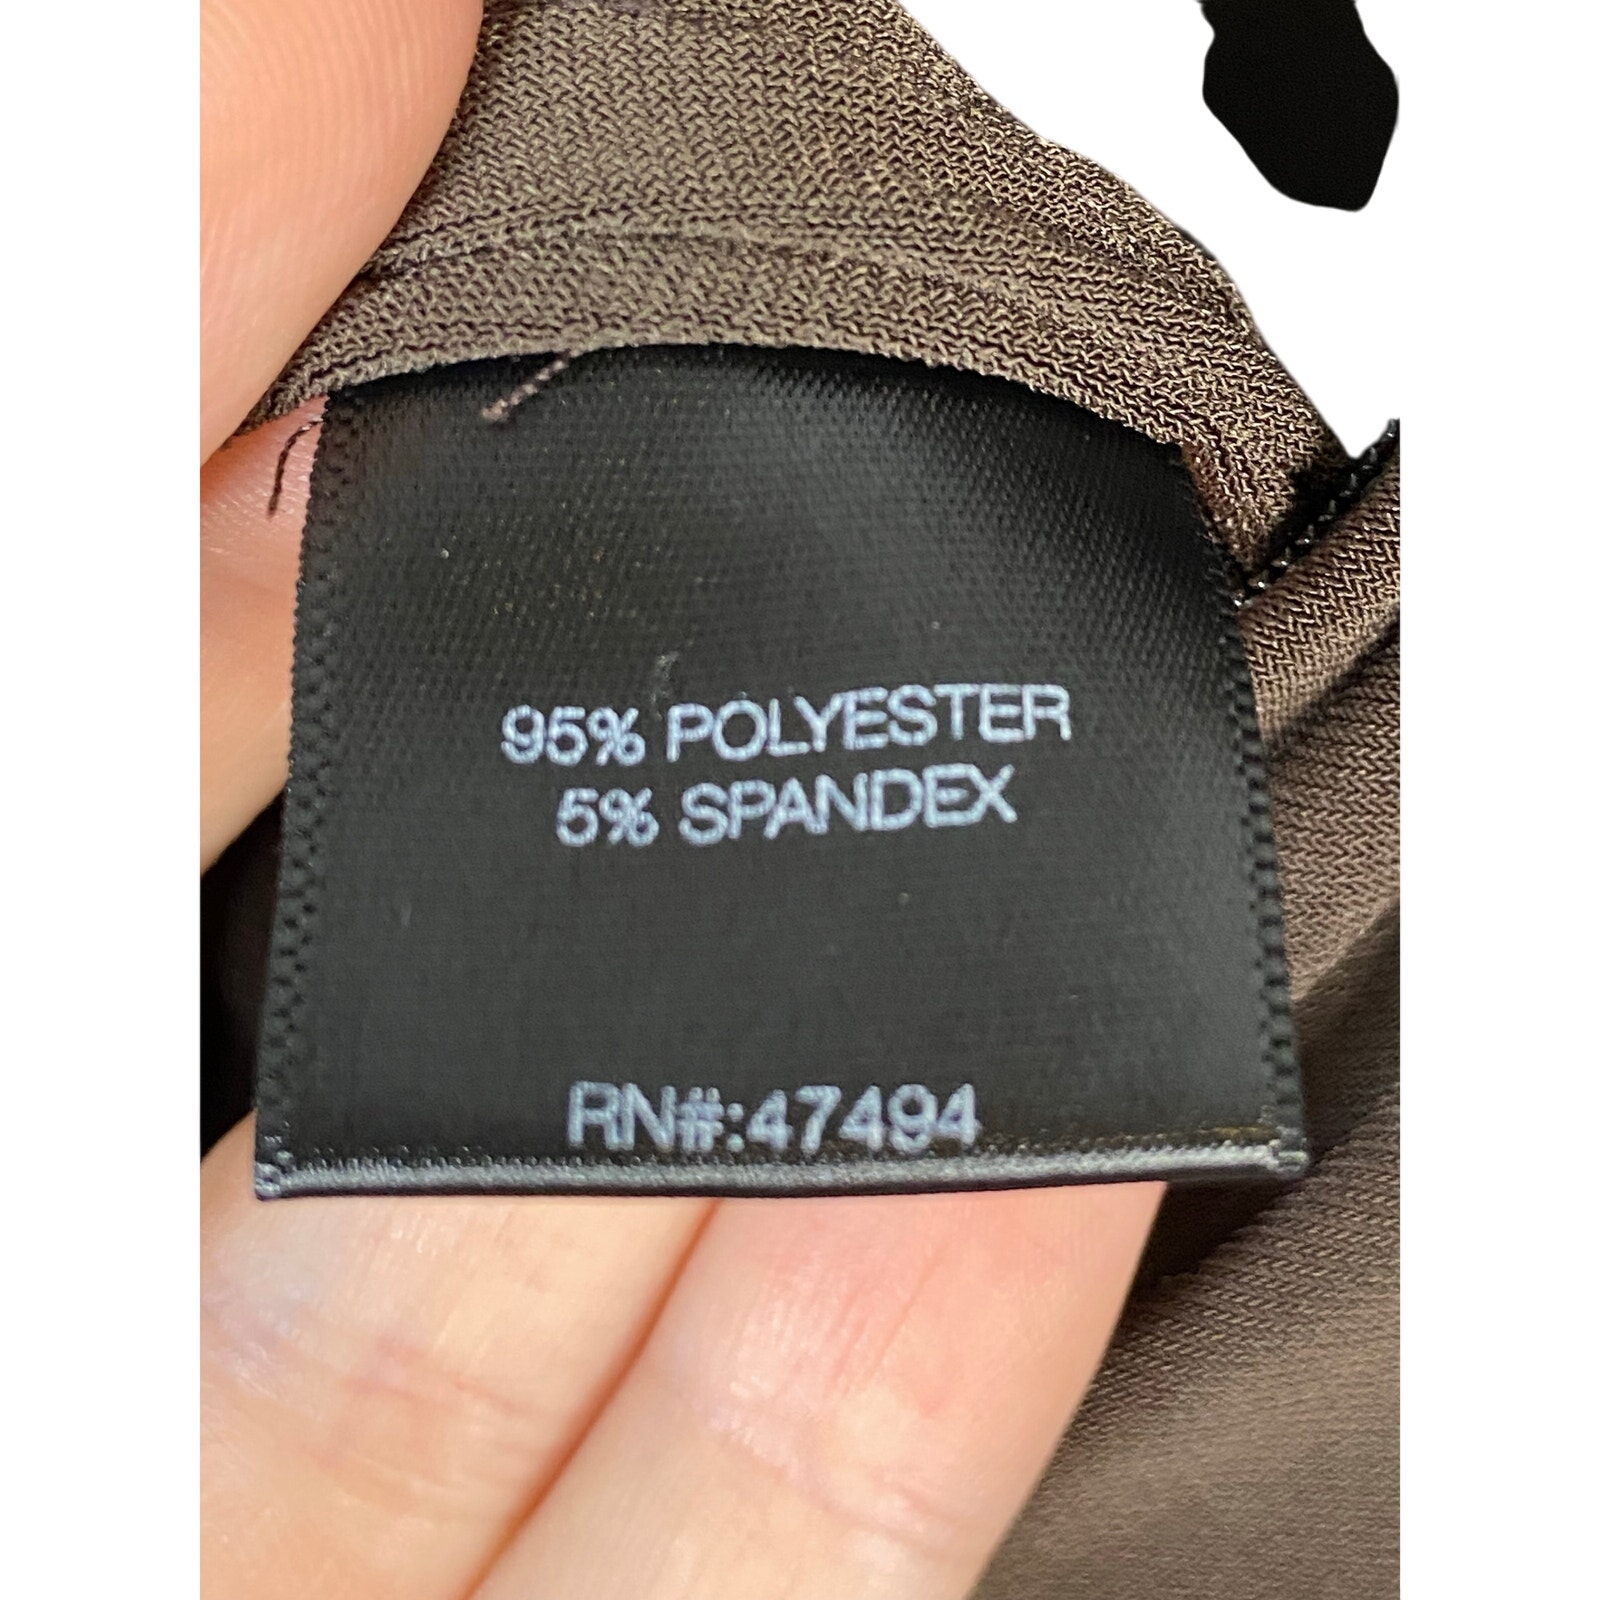 95% POLYESTER
5% SPANDEX
RN#:47494